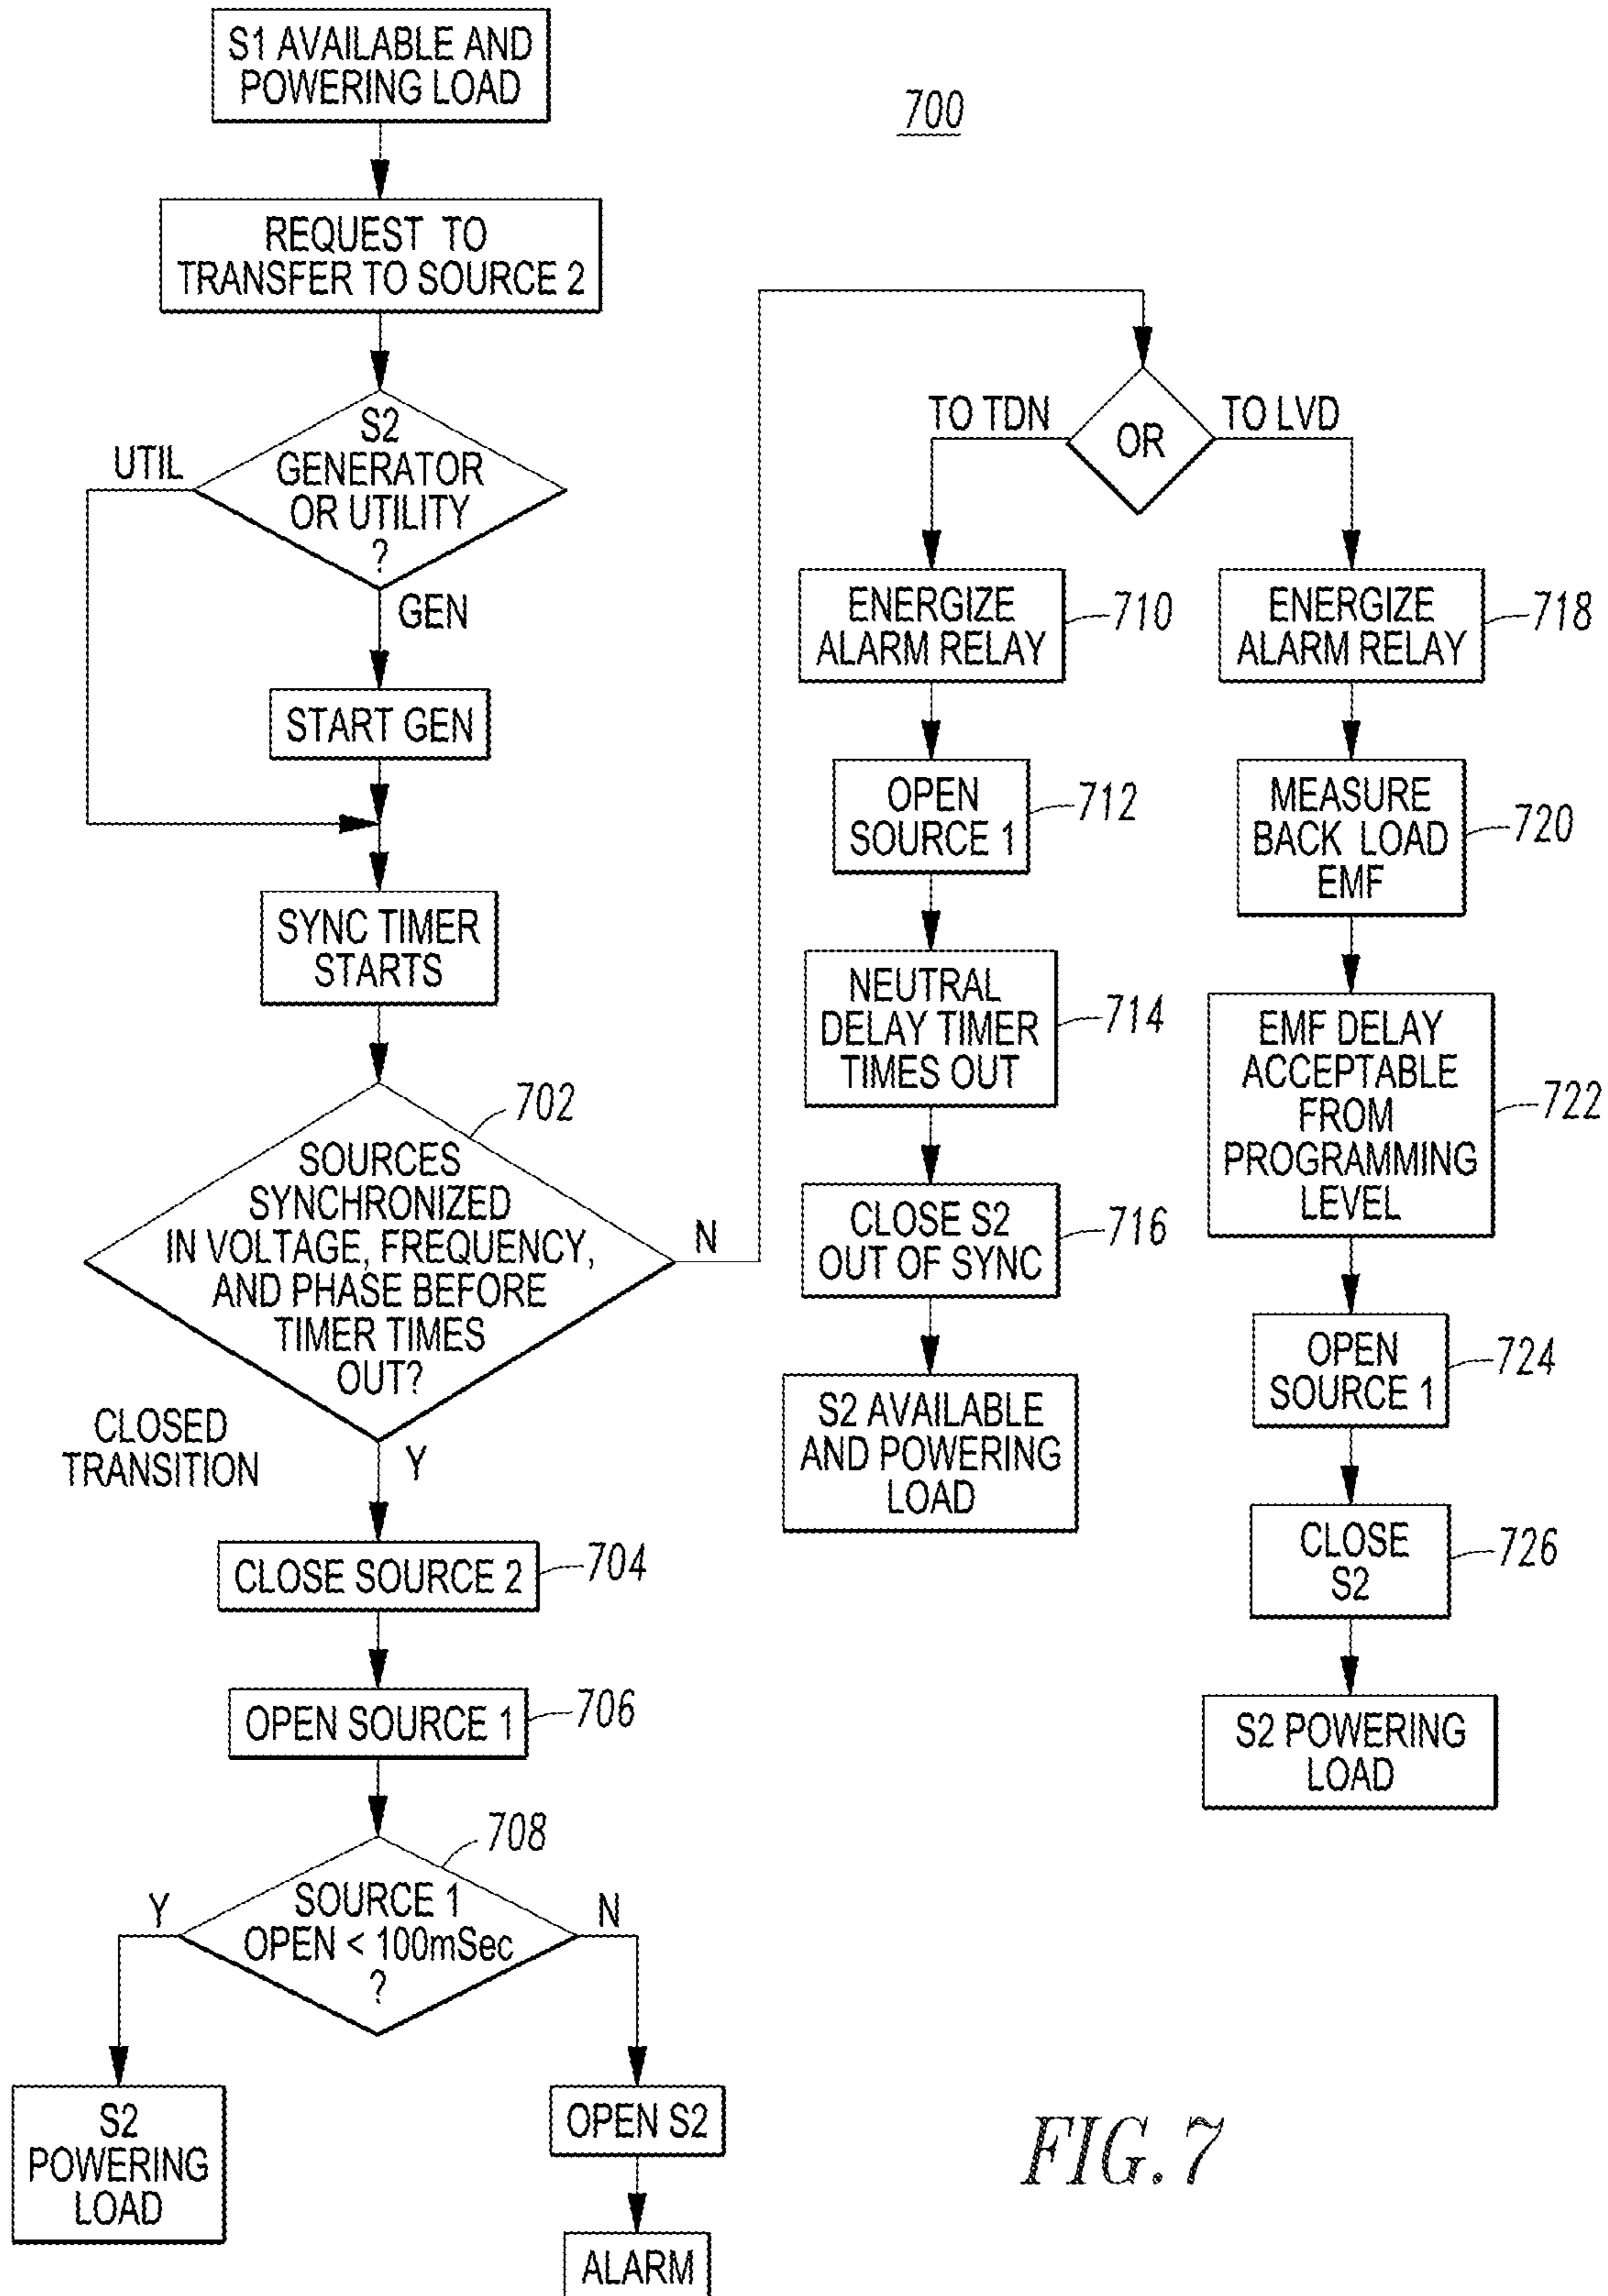 S1 AVAILABLE AND
POWERING LOAD
700
REQUEST TO
TRANSFER TO SOURCE 2
S2
GENERATOR
OR UTILITY
?
UTIL
GEN
START GEN
SYNC TIMER
STARTS
702
SOURCES
SYNCHRONIZED
IN VOLTAGE, FREQUENCY,
AND PHASE BEFORE
TIMER TIMES
OUT?
N
CLOSED
TRANSITION
Y
CLOSE SOURCE 2
704
OPEN SOURCE 1
706
708
SOURCE 1
OPEN < 100mSec
?
Y
N
S2
POWERING
LOAD
OPEN S2
ALARM
TO TDN
OR
TO LVD
ENERGIZE
ALARM RELAY
710
OPEN
SOURCE 1
712
NEUTRAL
DELAY TIMER
TIMES OUT
714
CLOSE S2
OUT OF SYNC
716
S2 AVAILABLE
AND POWERING
LOAD
ENERGIZE
ALARM RELAY
718
MEASURE
BACK LOAD
EMF
720
EMF DELAY
ACCEPTABLE
FROM
PROGRAMMING
LEVEL
722
OPEN
SOURCE 1
724
CLOSE
S2
726
S2 POWERING
LOAD
FIG. 7